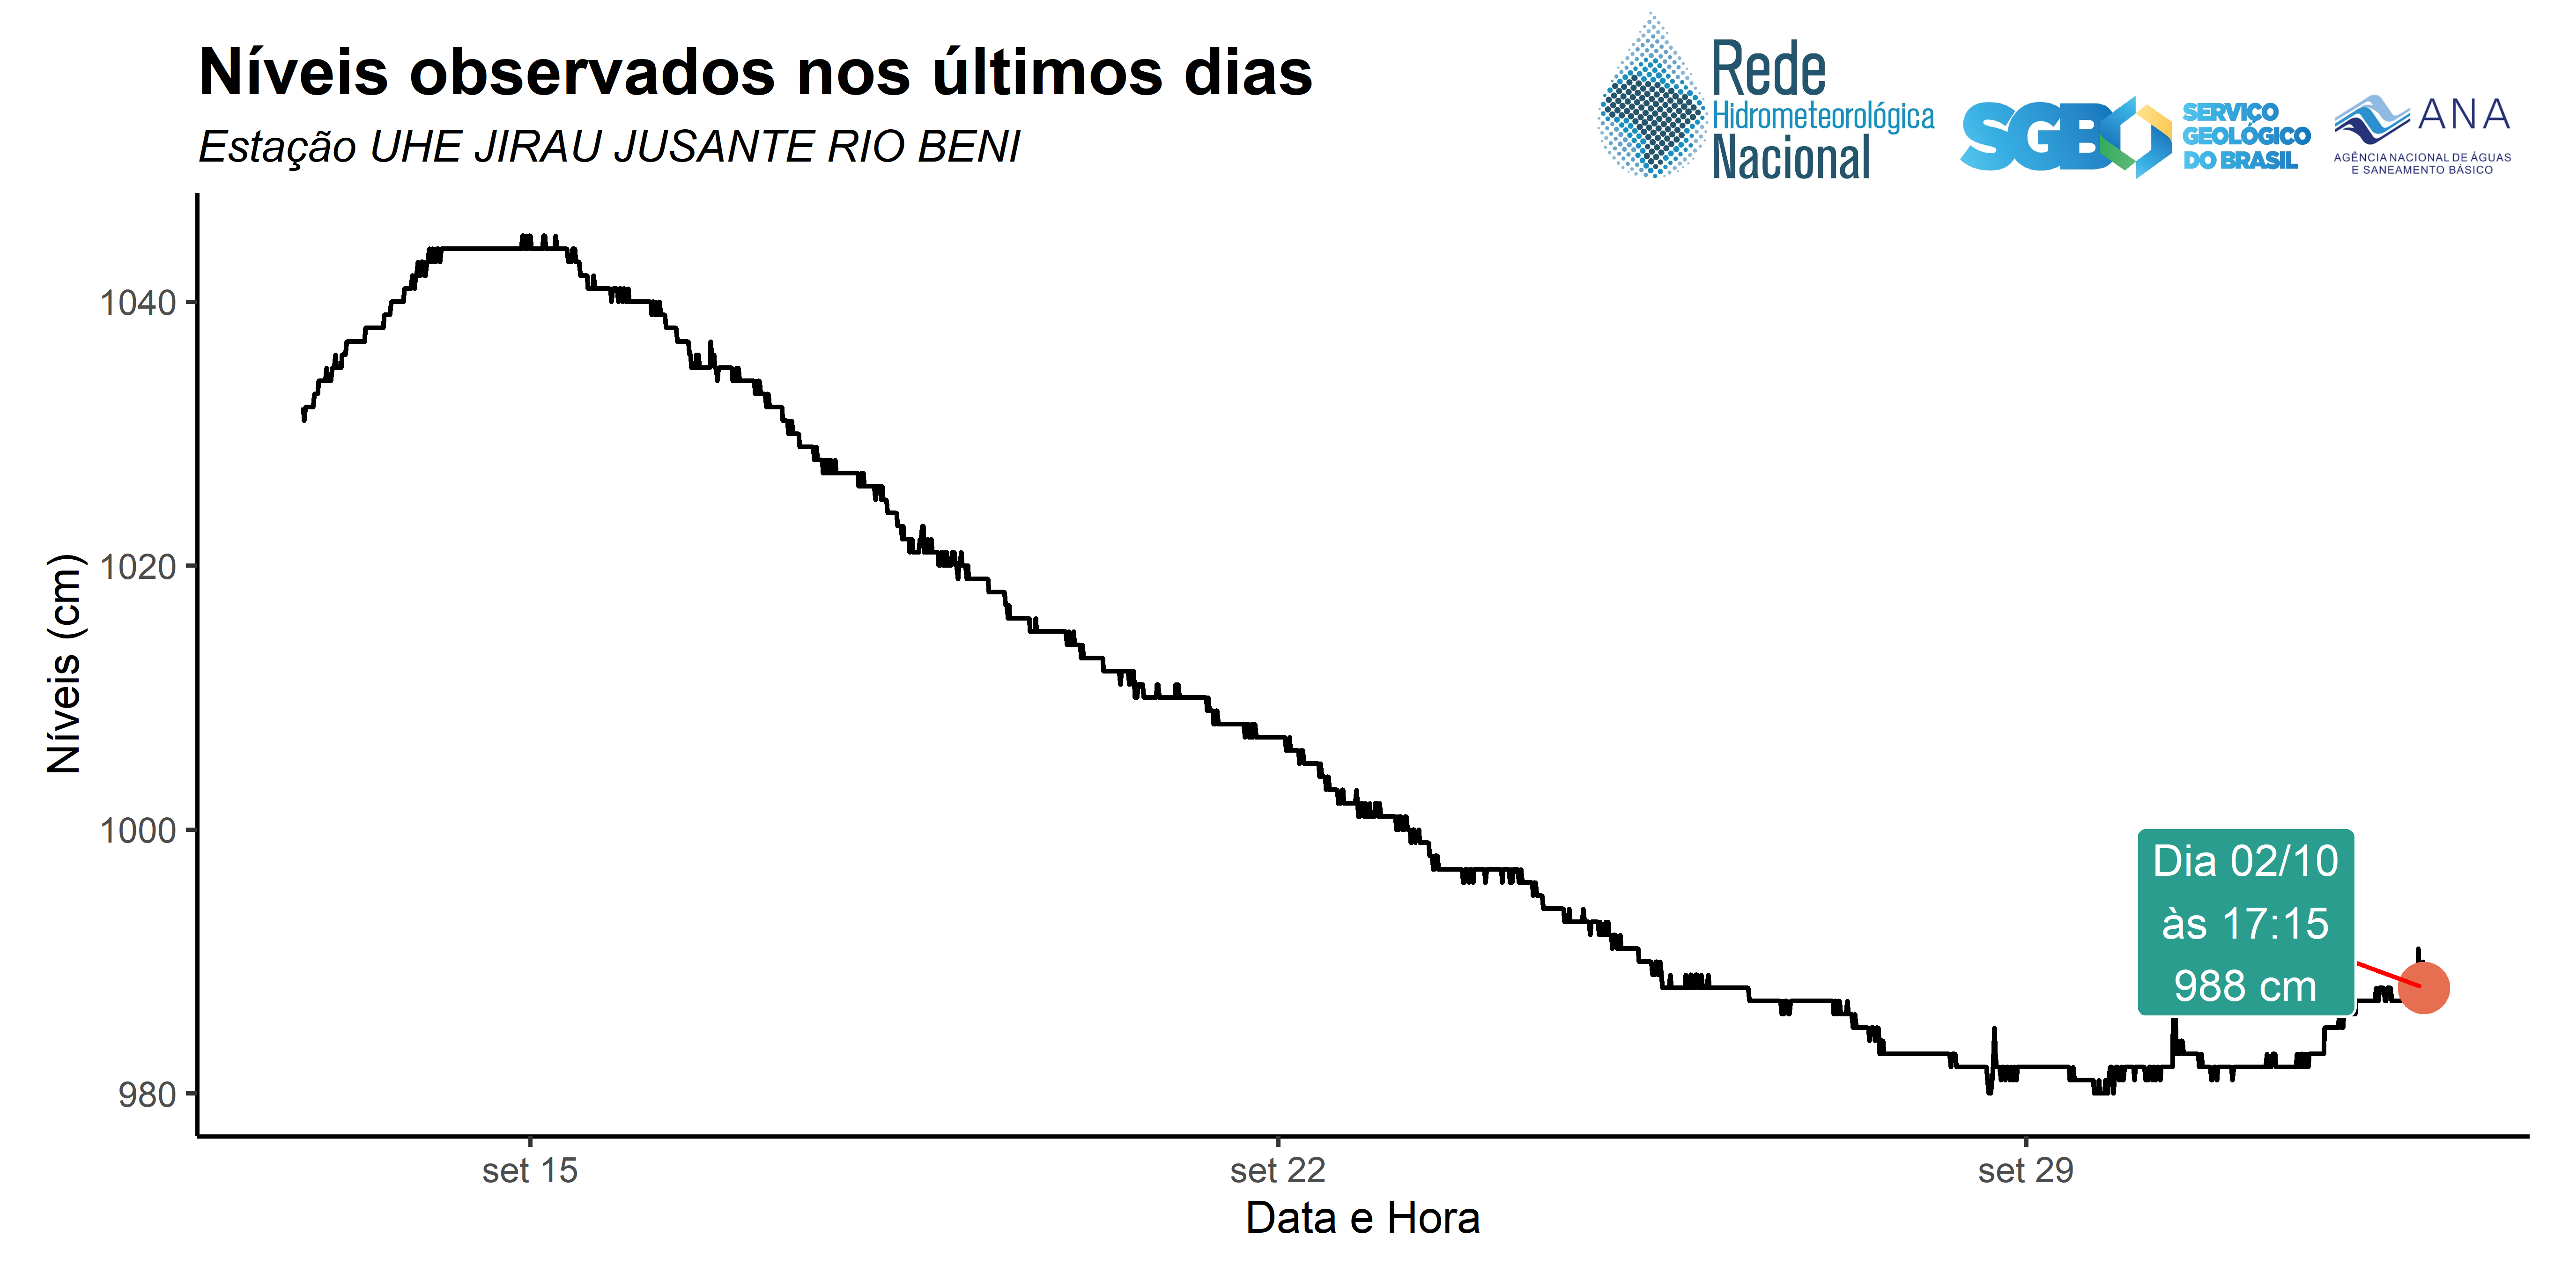 Níveis observados nos últimos dias
Estação UHE JIRAU JUSANTE RIO BENI
Rede
Hidrometeorológica
Nacional
SGB
SERVIÇO
GEOLÓGICO
DO BRASIL
ANA
AGÊNCIA NACIONAL DE ÁGUAS
E SANEAMENTO BÁSICO
Níveis (cm)
1040
1020
1000
980
Dia 02/10
às 17:15
988 cm
set 15
set 22
set 29
Data e Hora